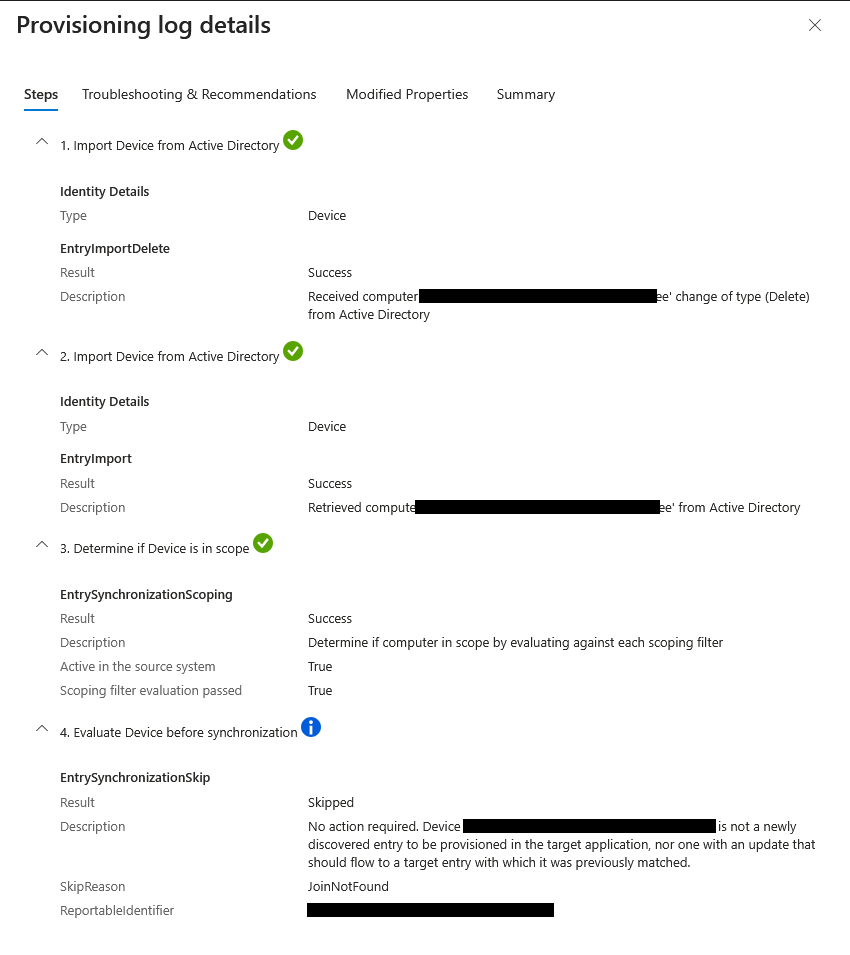 Provisioning log details
Steps Troubleshooting & Recommendations Modified Properties Summary
1. Import Device from Active Directory
Identity Details
Type Device
EntryImportDelete
Result Success
Description Received computer ee' change of type (Delete)
from Active Directory
2. Import Device from Active Directory
Identity Details
Type Device
EntryImport
Result Success
Description Retrieved compute ee' from Active Directory
3. Determine if Device is in scope
EntrySynchronizationScoping
Result Success
Description Determine if computer in scope by evaluating against each scoping filter
Active in the source system True
Scoping filter evaluation passed True
4. Evaluate Device before synchronization
EntrySynchronizationSkip
Result Skipped
Description No action required. Device is not a newly
discovered entry to be provisioned in the target application, nor one with an update that
should flow to a target entry with which it was previously matched.
SkipReason JoinNotFound
ReportableIdentifier